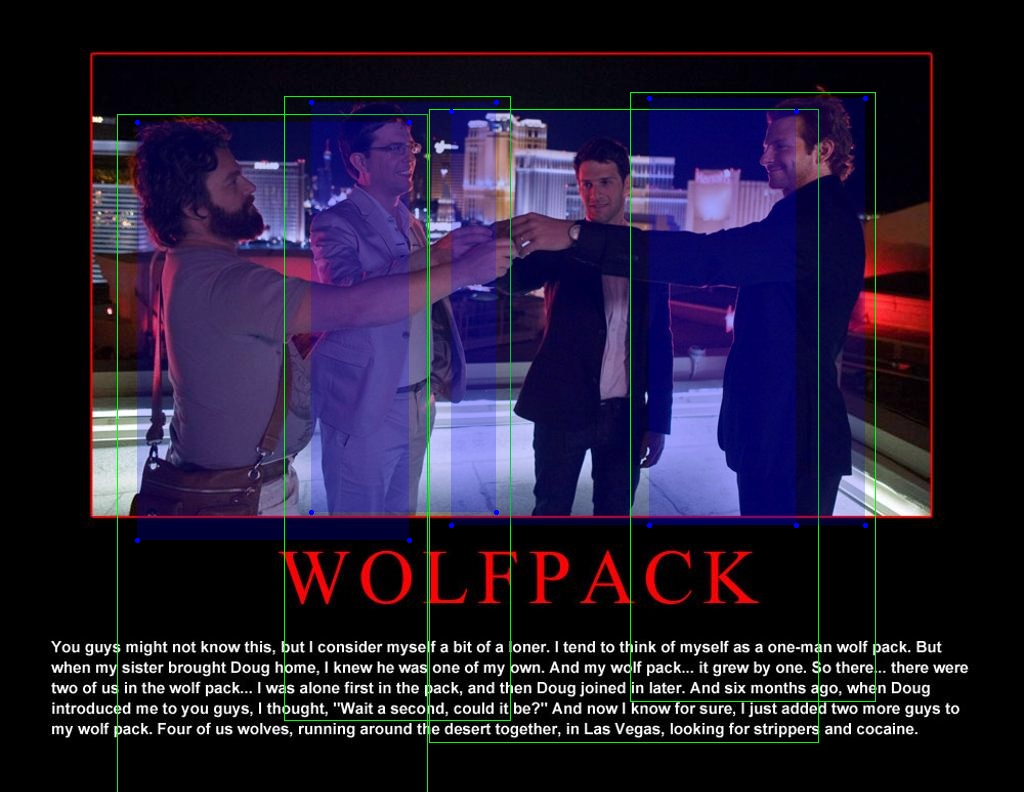 WOLFPACK
You guys might not know this, but I consider myself a bit of a loner. I tend to think of myself as a one-man wolf pack. But
when my sister brought Doug home, I knew he was one of my own. And my wolf pack... it grew by one. So there... there were
two of us in the wolf pack... I was alone first in the pack, and then Doug joined in later. And six months ago, when Doug
introduced me to you guys, I thought, "Wait a second, could it be?" And now I know for sure, I just added two more guys to
my wolf pack. Four of us wolves, running around the desert together, in Las Vegas, looking for strippers and cocaine.